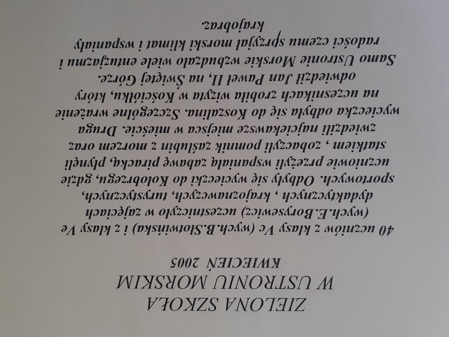 ZIELONA SZKOŁA
W USTRONIU MORSKIM
KWIECIEŃ 2005
40 uczniów z klasy Vc (wych.B.Słowińska) i z klasy Ve
(wych.E.Borysewicz) uczestniczyło w zajęciach
dydaktycznych , krajoznawczych, turystycznych,
sportowych. Odbyły się wycieczki do Kołobrzegu, gdzie
uczniowie przeżyli wspaniałą zabawę piracką, płynęli
statkiem , zobaczyli pomnik zaślubin z morzem oraz
zwiedzili najciekawsze miejsca w mieście. Druga
wycieczka odbyła się do Koszalina. Szczególne wrażenie
na uczestnikach zrobiła wizyta w Kościółku, który
odwiedził Jan Paweł II, na Świętej Górze.
Samo Ustronie Morskie wzbudzało wiele entuzjazmu i
radości czemu sprzyjał morski klimat i wspaniały
krajobraz.